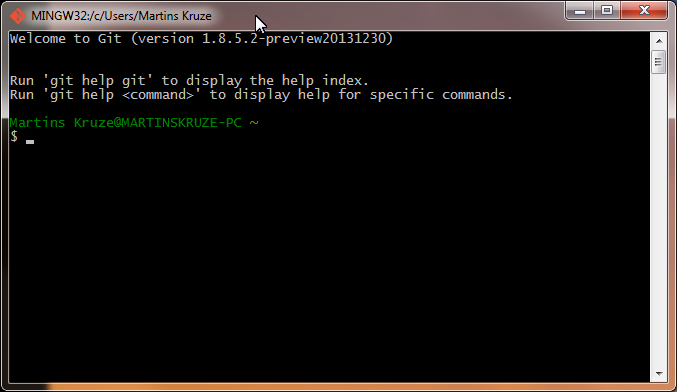 MINGW32:/c/Users/Martins Kruze
Welcome to Git (version 1.8.5.2-preview20131230)
Run 'git help git' to display the help index.
Run 'git help <command>' to display help for specific commands.
Martins Kruze@MARTINSKRUZE-PC ~
$